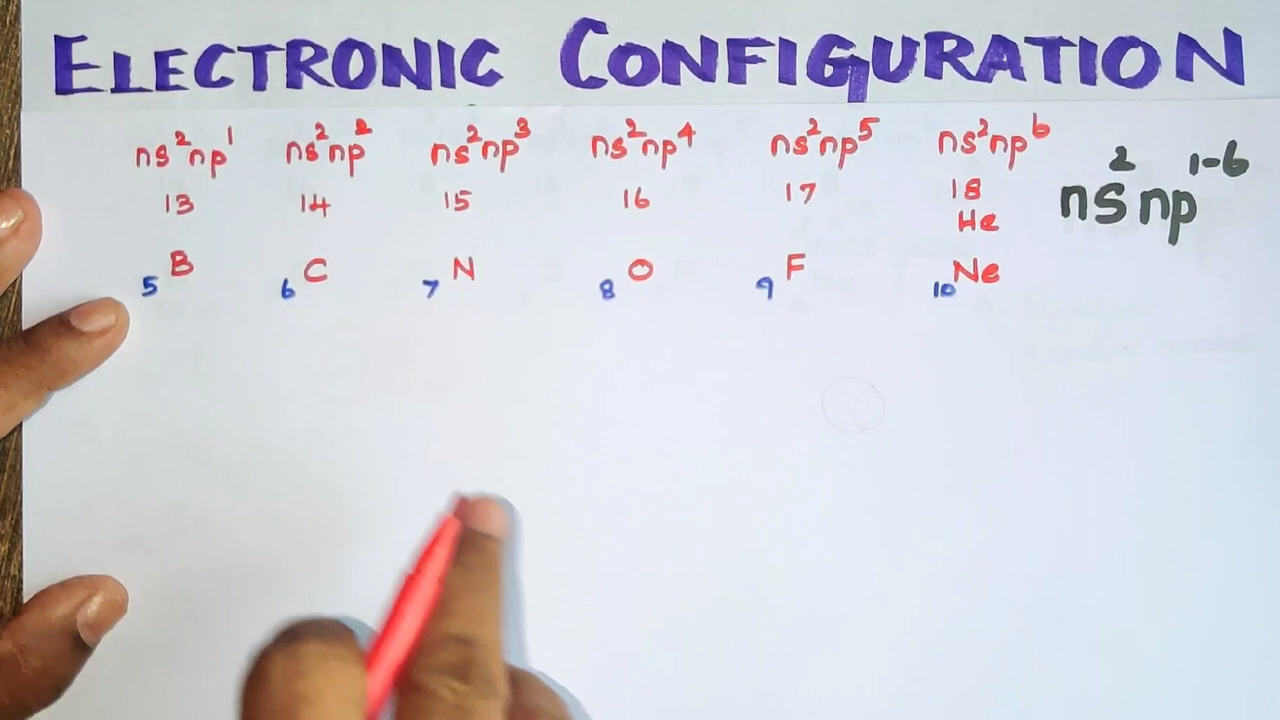 ELECTRONIC CONFIGURATION
ns²np¹ ns²np² ns²np³ ns²np⁴ ns²np⁵ ns²np⁶
ns²np¹⁻⁶
13 14 15 16 17 18
He
₅B ₆C ₇N ₈O ₉F ₁₀Ne